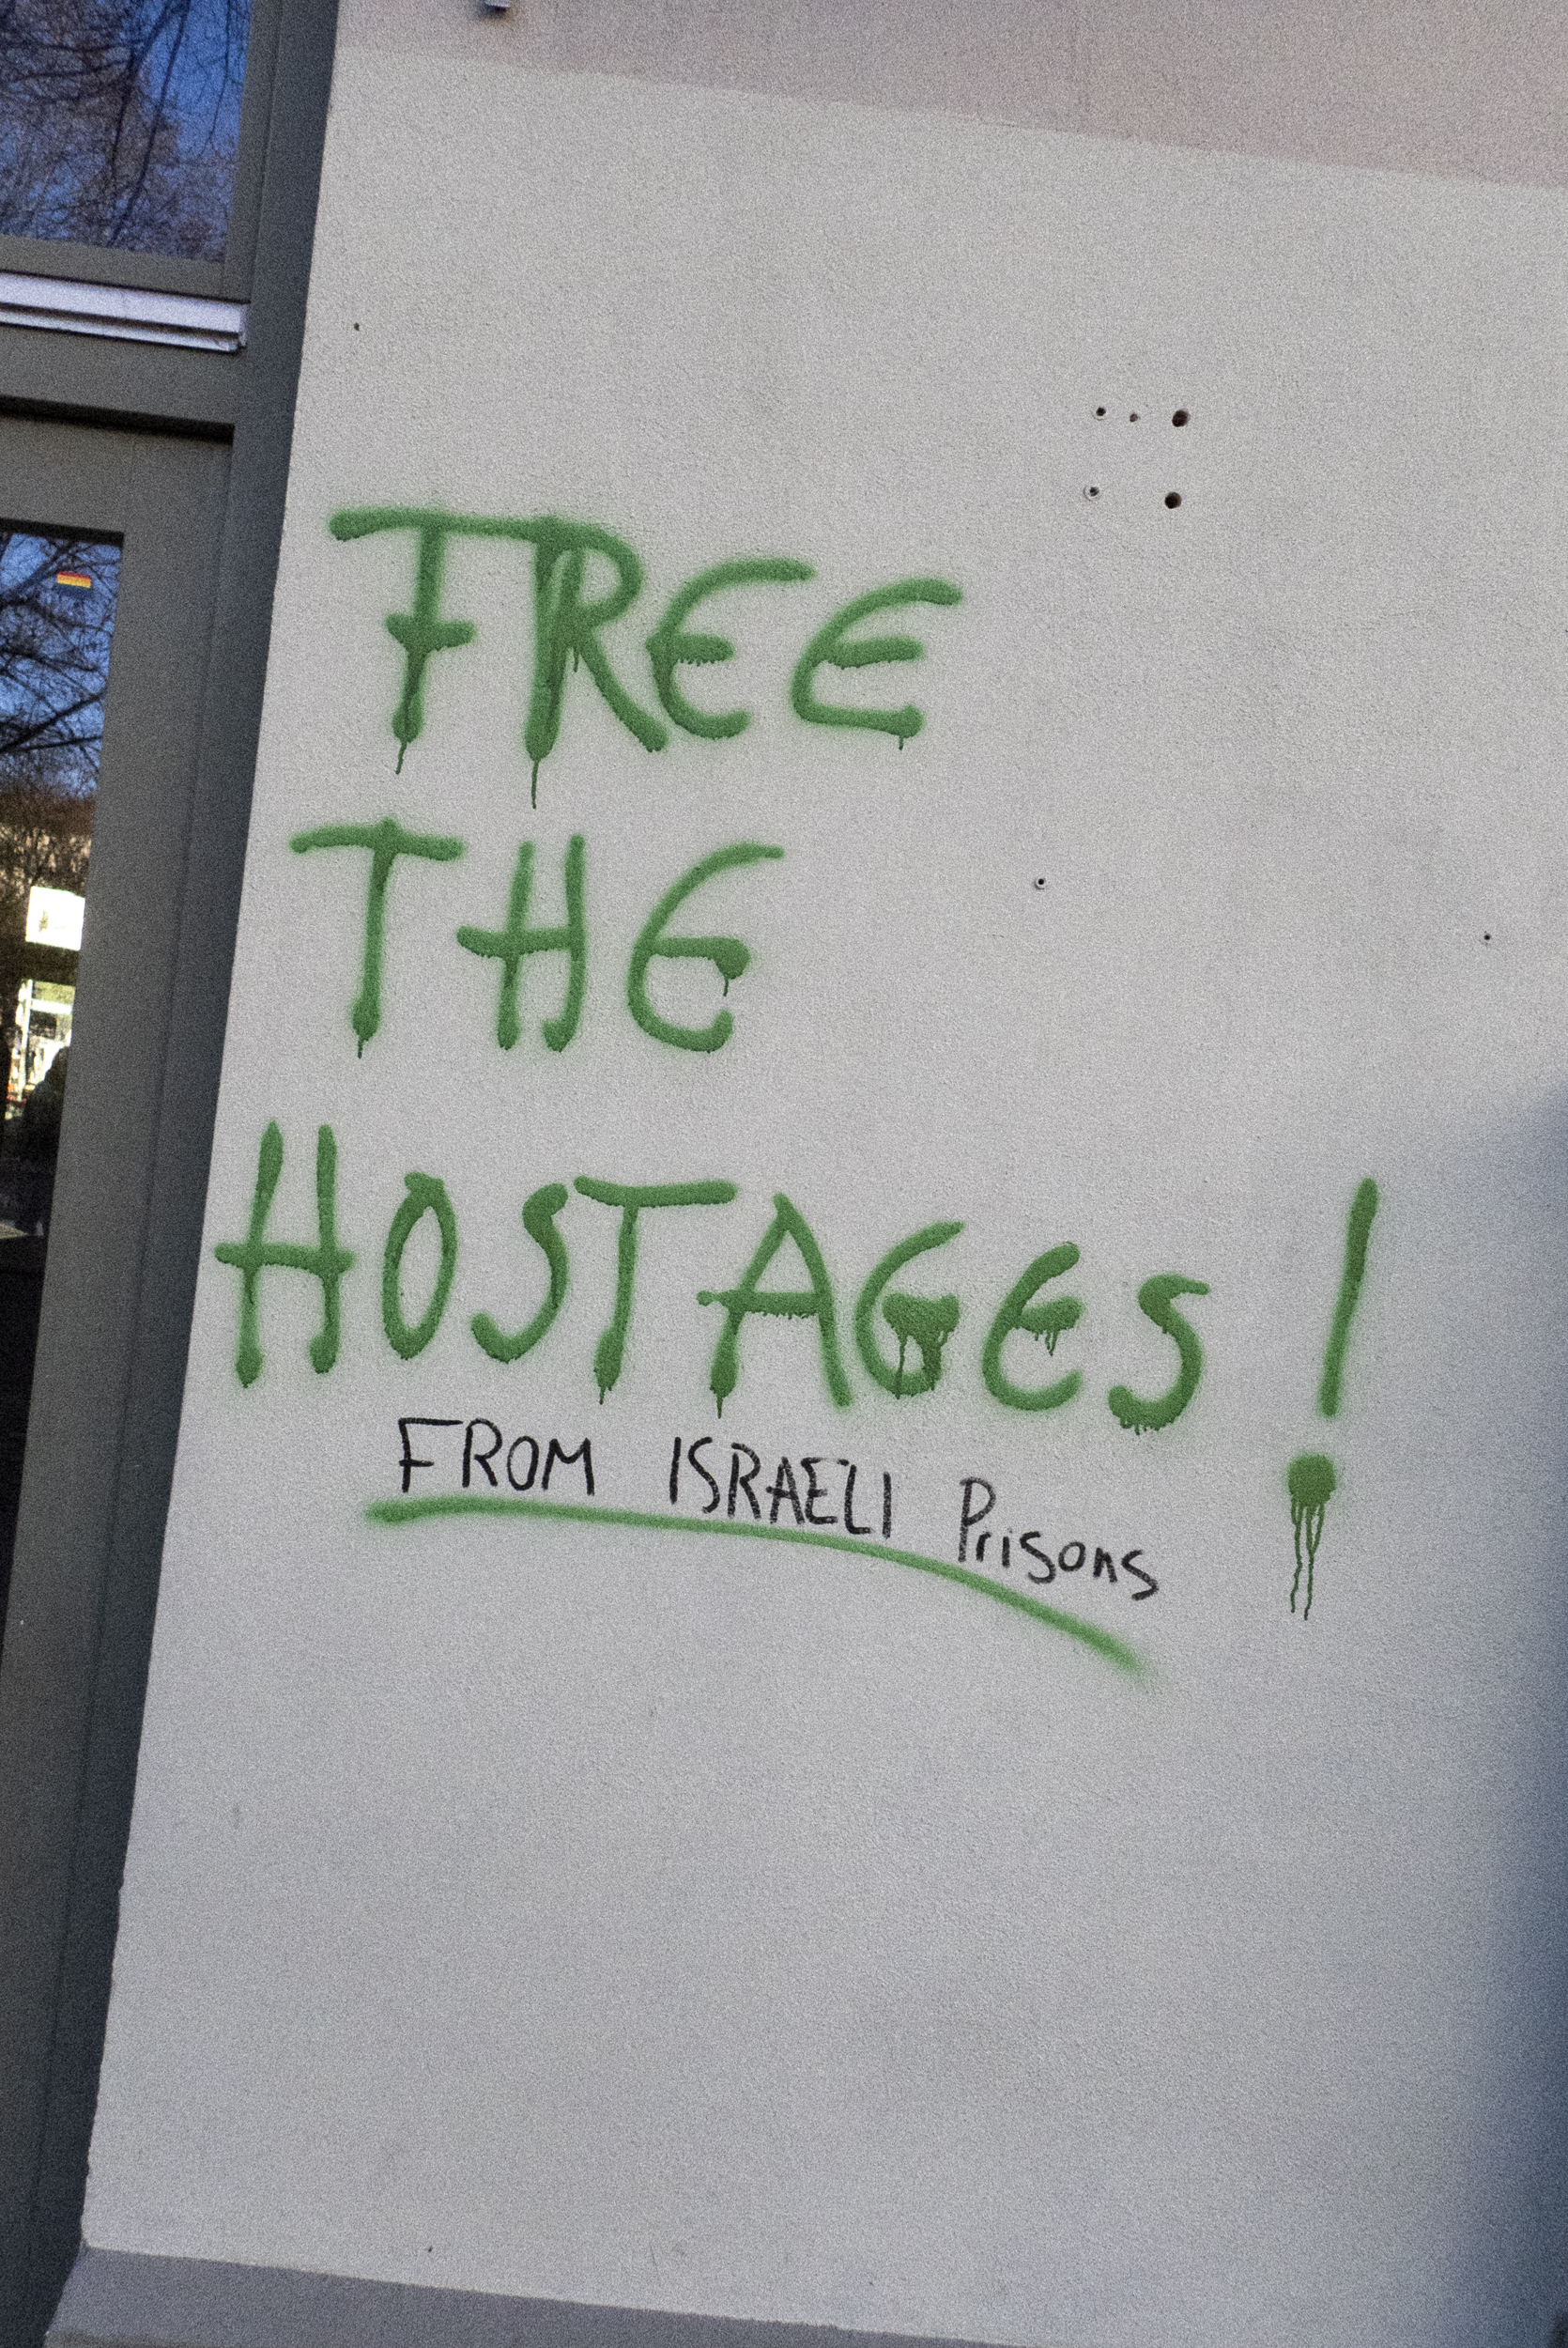 FREE
THE
HOSTAGES!
FROM ISRAELI Prisons